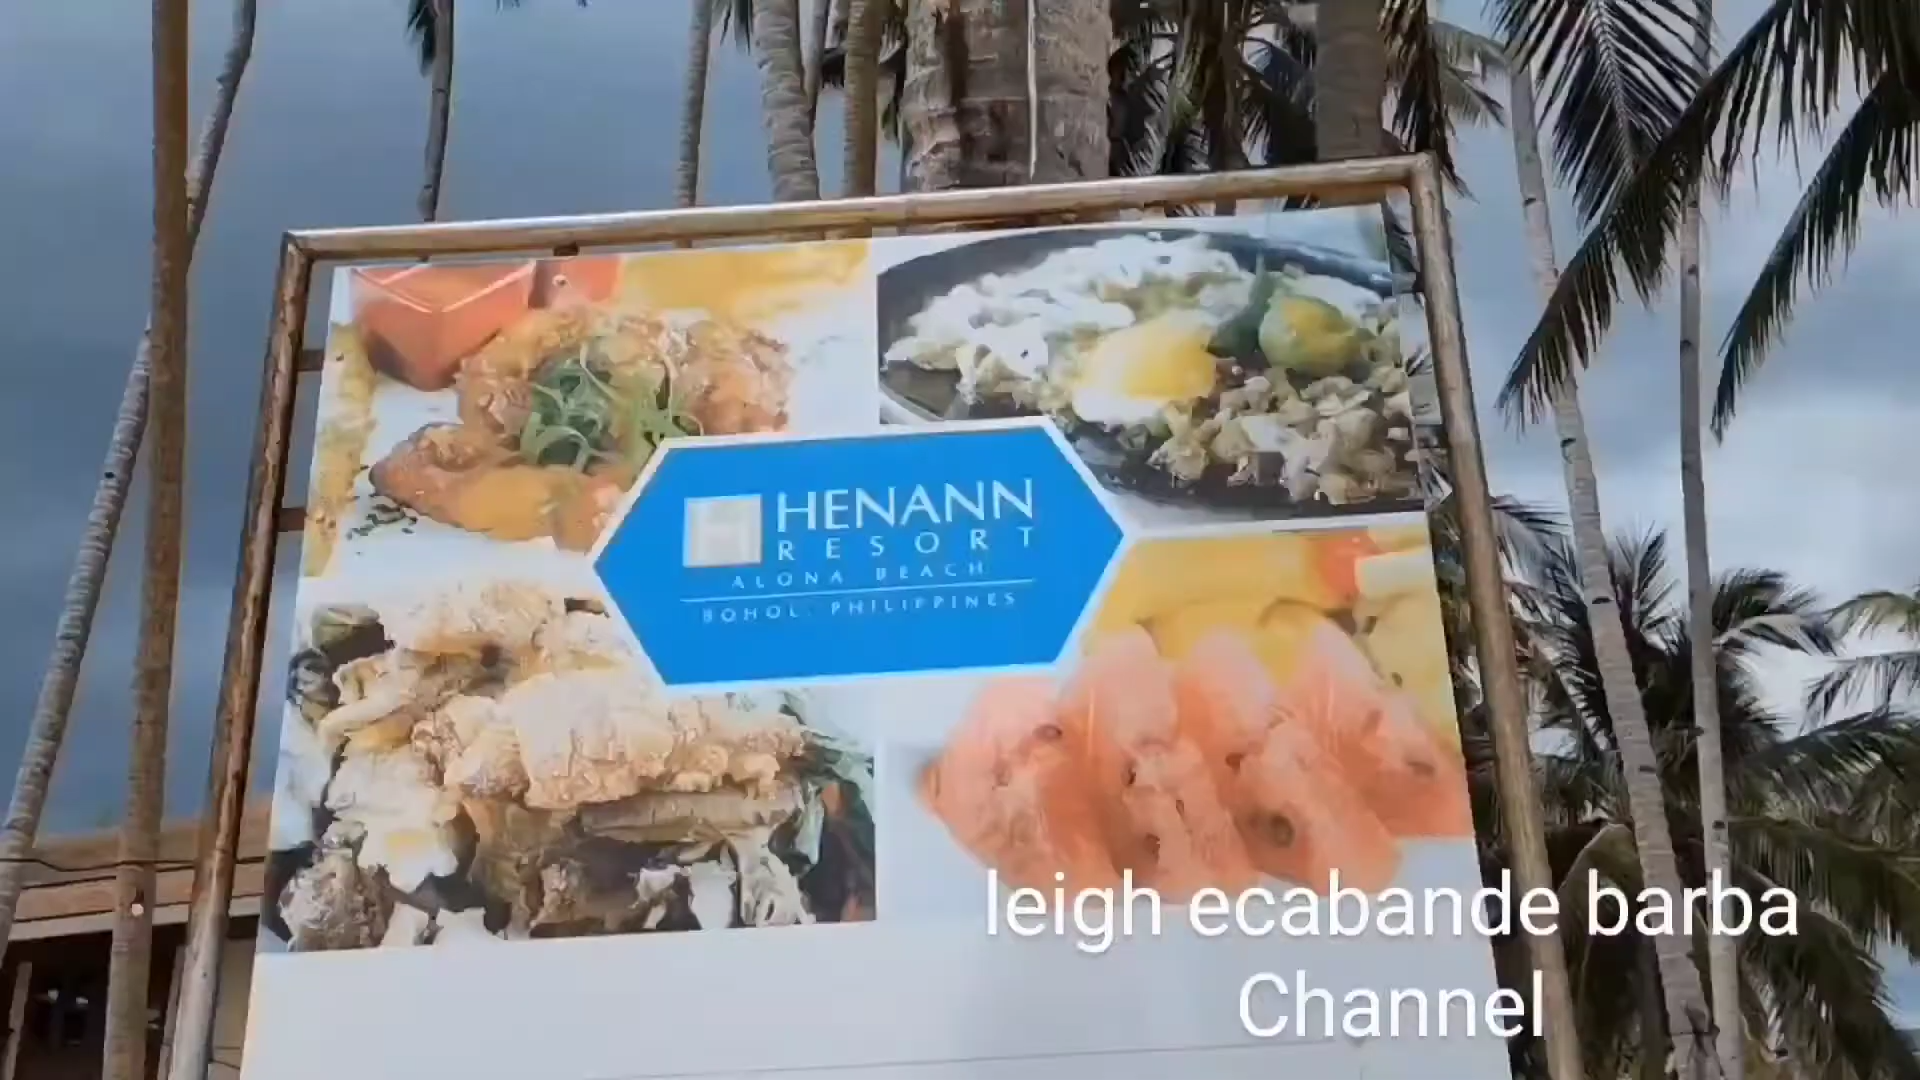 H HENANN
RESORT
ALONA BEACH
BOHOL, PHILIPPINES
leigh ecabande barba
Channel